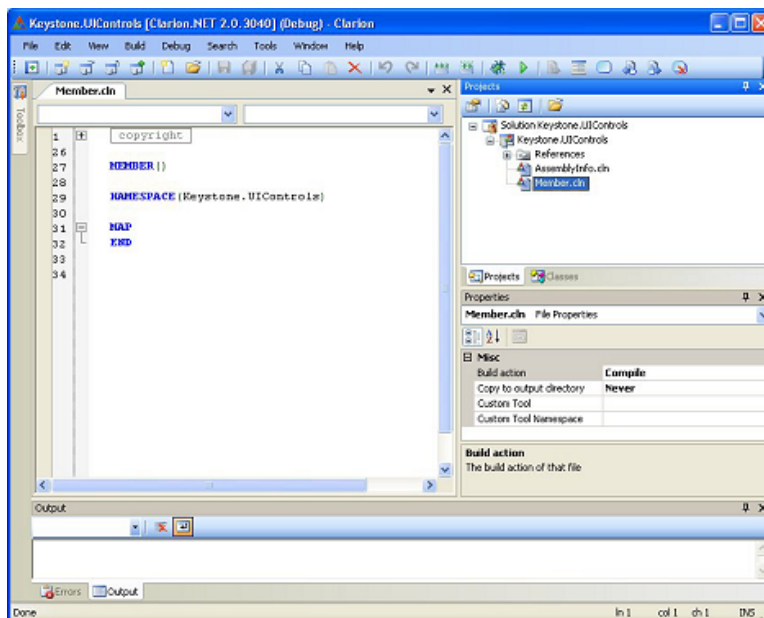 Keystone.UIControls [Clarion.NET 2.0.3040] (Debug) - Clarion
File Edit View Build Debug Search Tools Window Help
Toolbox
Member.cln
1 copyright
26
27 MEMBER()
28
29 NAMESPACE(Keystone.UIControls)
30
31 MAP
32 END
33
34
Projects
Solution Keystone.UIControls
Keystone.UIControls
References
AssemblyInfo.cln
Member.cln
Projects Classes
Properties
Member.cln File Properties
Misc
Build action Compile
Copy to output directory Never
Custom Tool
Custom Tool Namespace
Build action
The build action of that file
Output
Errors Output
Done ln 1 col 1 ch 1 INS